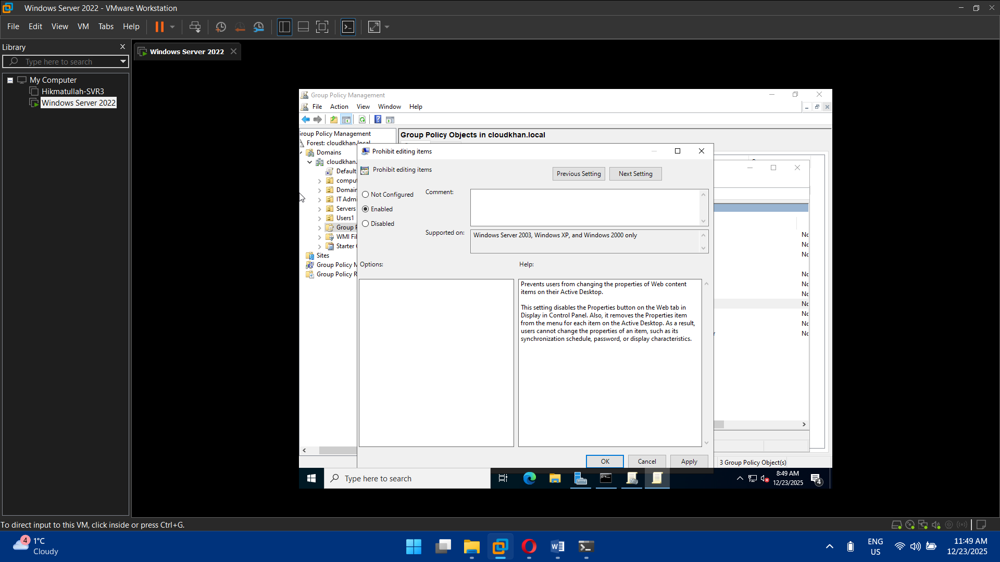 Windows Server 2022 - VMware Workstation
File Edit View VM Tabs Help
Library
Type here to search
My Computer
Hikmatullah-SVR3
Windows Server 2022
Windows Server 2022
Group Policy Management
File Action View Window Help
Group Policy Management
Forest: cloudkhan.local
Domains
cloudkhan.
Default
comput
Domain
IT Admi
Servers
Users1
Group P
WMI Fil
Starter
Sites
Group Policy M
Group Policy R
Group Policy Objects in cloudkhan.local
Prohibit editing items
Prohibit editing items
Previous Setting Next Setting
Not Configured
Enabled
Disabled
Comment:
Supported on:
Windows Server 2003, Windows XP, and Windows 2000 only
Options:
Help:
Prevents users from changing the properties of Web content
items on their Active Desktop.
This setting disables the Properties button on the Web tab in
Display in Control Panel. Also, it removes the Properties item
from the menu for each item on the Active Desktop. As a result,
users cannot change the properties of an item, such as its
synchronization schedule, password, or display characteristics.
OK Cancel Apply
Nc
Nc
Nc
Nc
Nc
Nc
Nc
Nc
Nc
Nc
3 Group Policy Object(s)
Type here to search
8:49 AM
12/23/2025
4
To direct input to this VM, click inside or press Ctrl+G.
4
1°C
Cloudy
ENG
US
11:49 AM
12/23/2025